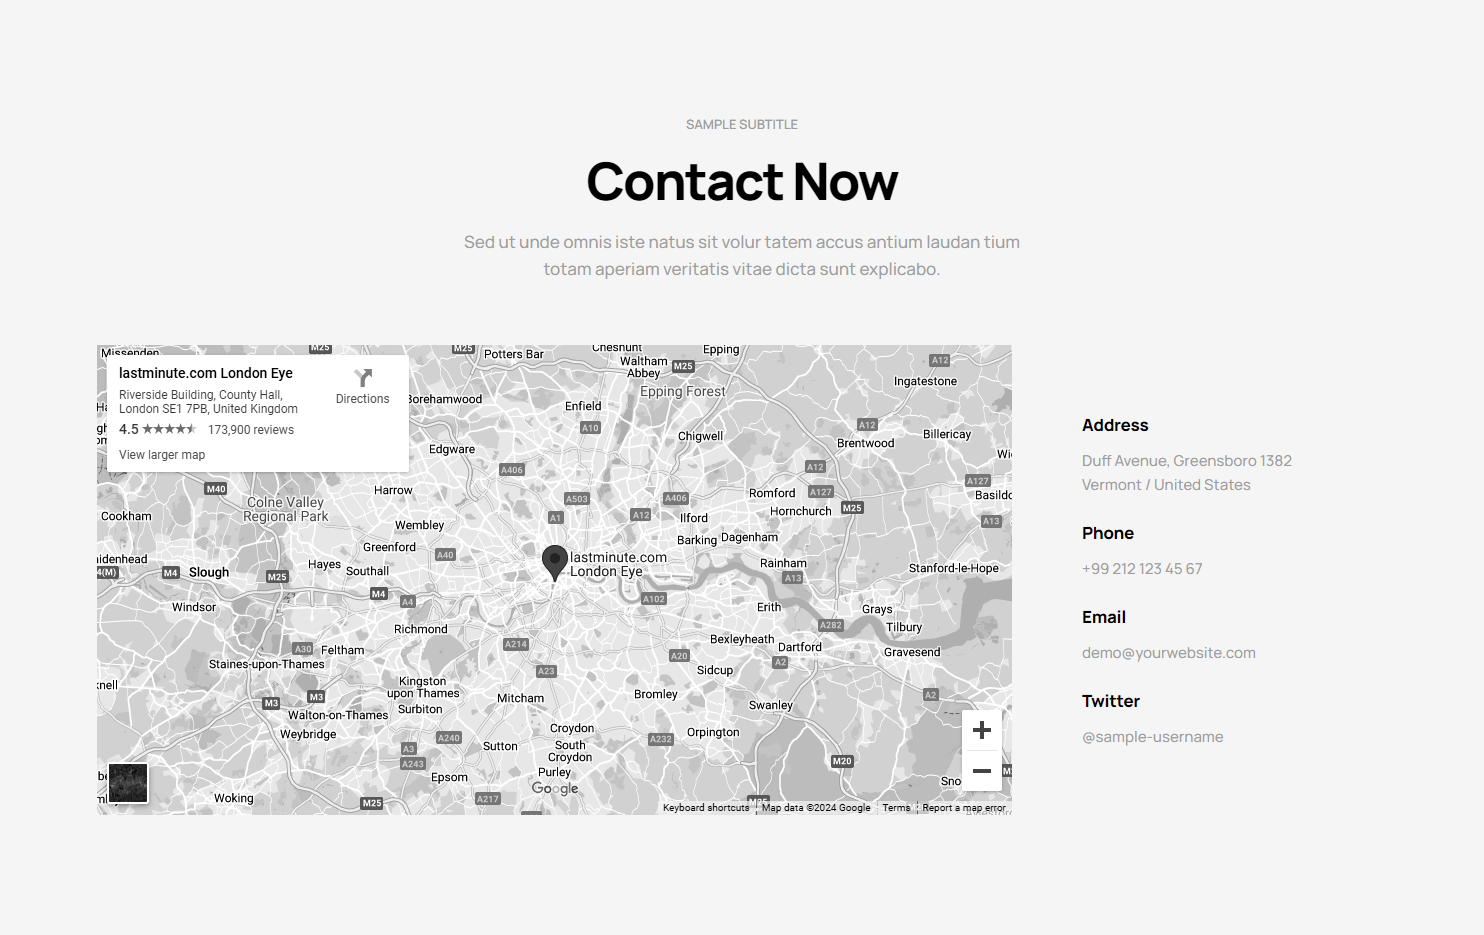 SAMPLE SUBTITLE
Contact Now
Sed ut unde omnis iste natus sit volur tatem accus antium laudan tium
totam aperiam veritatis vitae dicta sunt explicabo.
lastminute.com London Eye
Directions
Riverside Building, County Hall,
London SE1 7PB, United Kingdom
4.5
173,900 reviews
View larger map
Missenden
M25
M25
Potters Bar
Cheshunt
Waltham
Abbey
M25
Epping
A12
Ingatestone
Epping Forest
Borehamwood
Enfield
A10
Chigwell
A12
Brentwood
Billericay
Edgware
A406
A12
A127
M40
Harrow
A503
A406
Romford
A127
M25
Colne Valley
Regional Park
Cookham
Wembley
A1
A12
Ilford
Hornchurch
A13
Greenford
A40
Barking
Dagenham
lastminute.com
London Eye
Rainham
A13
Stanford-le-Hope
M4
Slough
M25
Hayes
Southall
M4
A4
A102
Windsor
Erith
Grays
Tilbury
A282
Richmond
A214
Bexleyheath
Dartford
Gravesend
A30
Feltham
A20
A2
Staines-upon-Thames
A23
Sidcup
Kingston
upon Thames
Mitcham
Bromley
A2
M3
M3
Surbiton
Swanley
Walton-on-Thames
Weybridge
A240
Croydon
A232
Orpington
A3
Sutton
South
Croydon
A243
Epsom
Purley
M20
Google
Woking
M25
A217
M25
Keyboard shortcuts
Map data ©2024 Google
Terms
Report a map error
Address
Duff Avenue, Greensboro 1382
Vermont / United States
Phone
+99 212 123 45 67
Email
demo@yourwebsite.com
Twitter
@sample-username